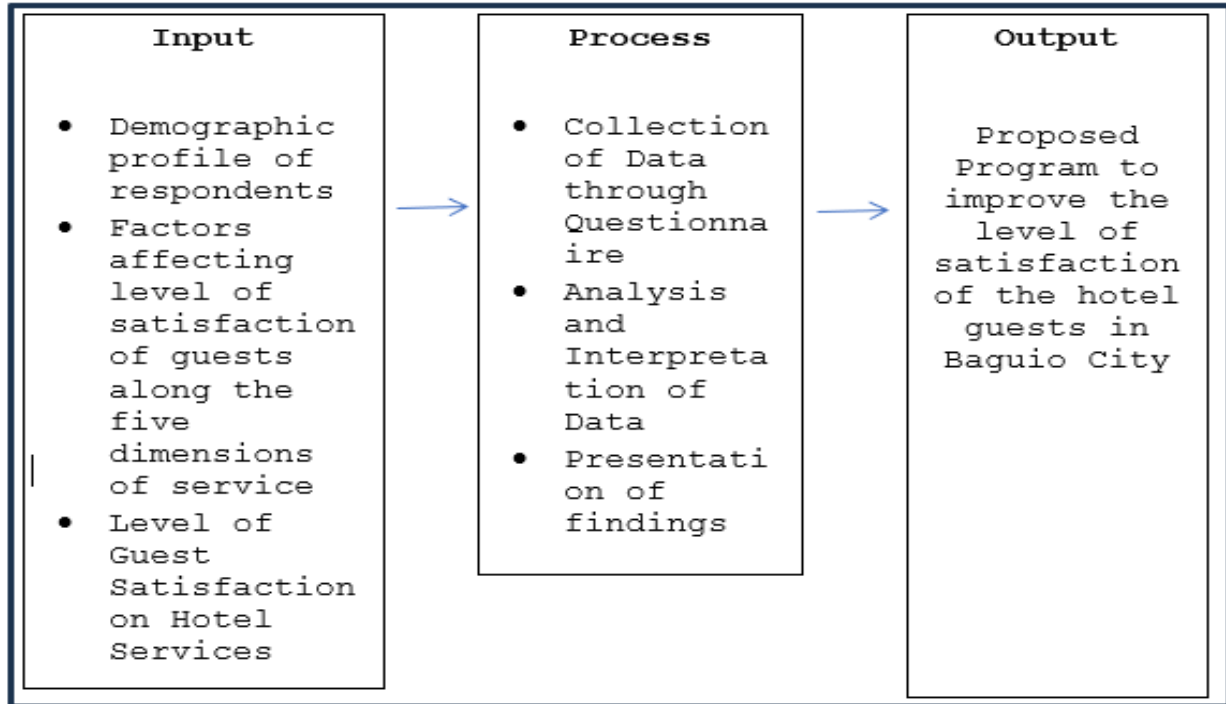 Input
• Demographic
profile of
respondents
• Factors
affecting
level of
satisfaction
of guests
along the
five
dimensions
of service
• Level of
Guest
Satisfaction
on Hotel
Services
Process
• Collection
of Data
through
Questionna
ire
• Analysis
and
Interpreta
tion of
Data
• Presentati
on of
findings
Output
Proposed
Program to
improve the
level of
satisfaction
of the hotel
guests in
Baguio City